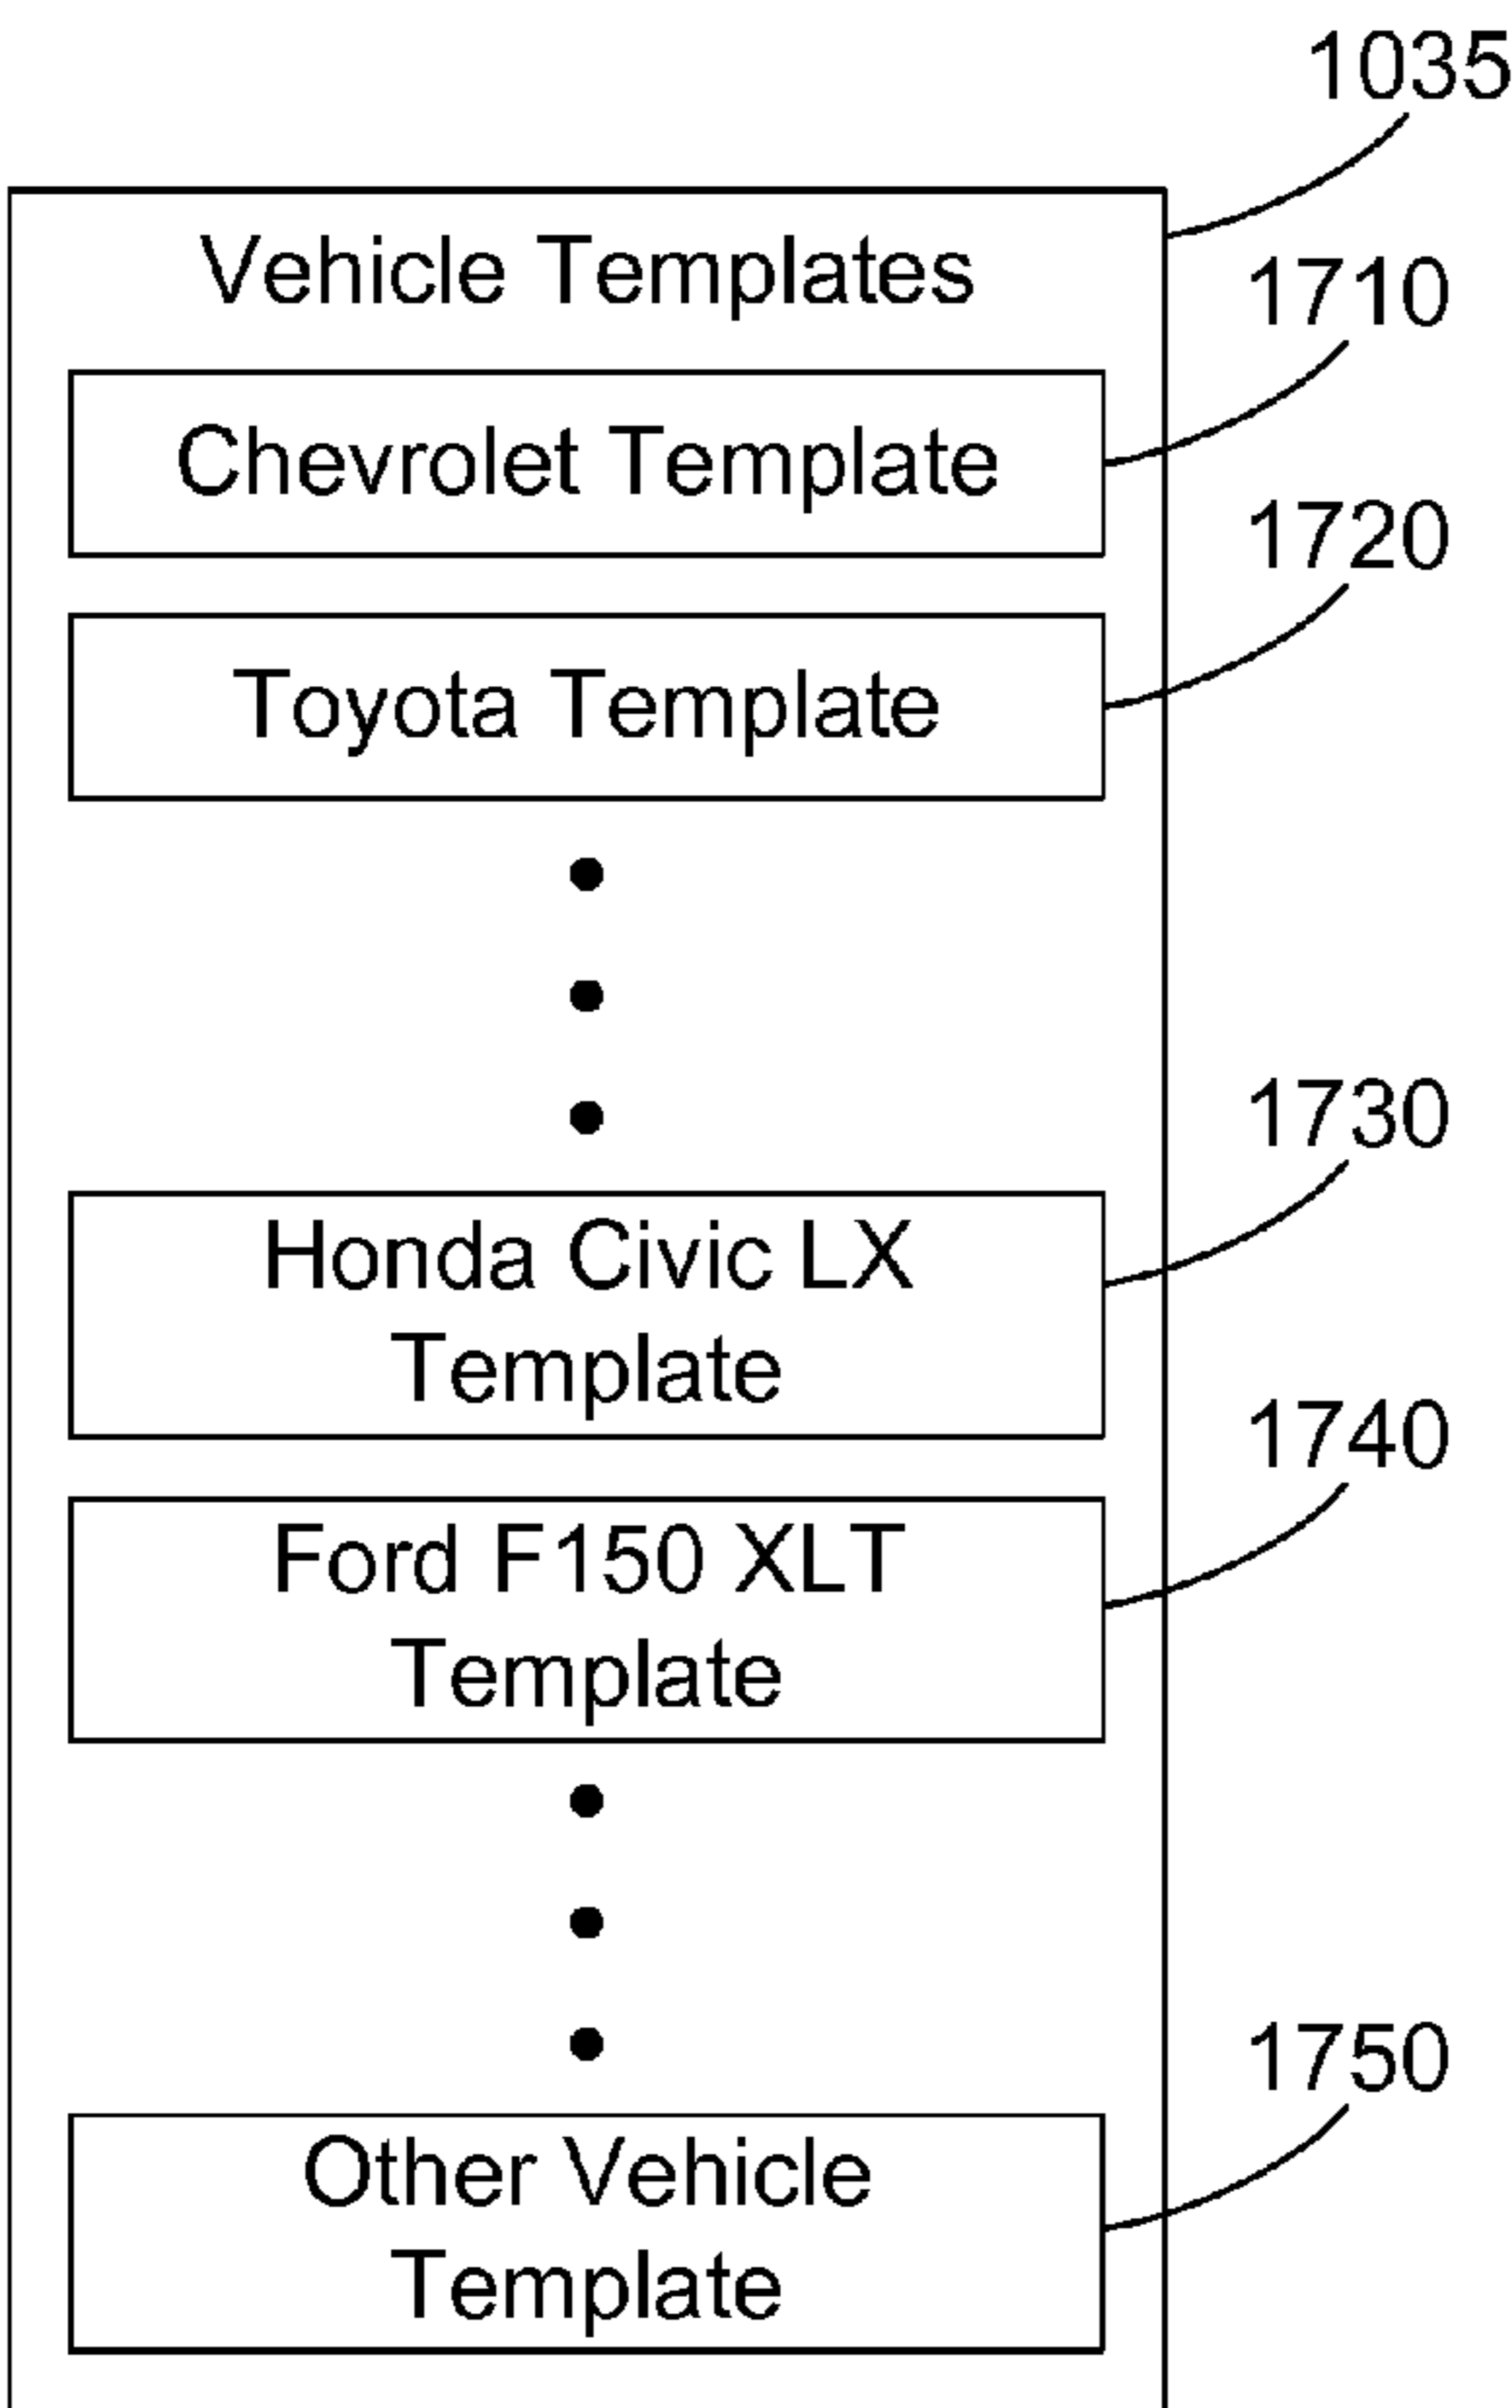 1035
Vehicle Templates
1710
Chevrolet Template
1720
Toyota Template
1730
Honda Civic LX
Template
1740
Ford F150 XLT
Template
1750
Other Vehicle
Template